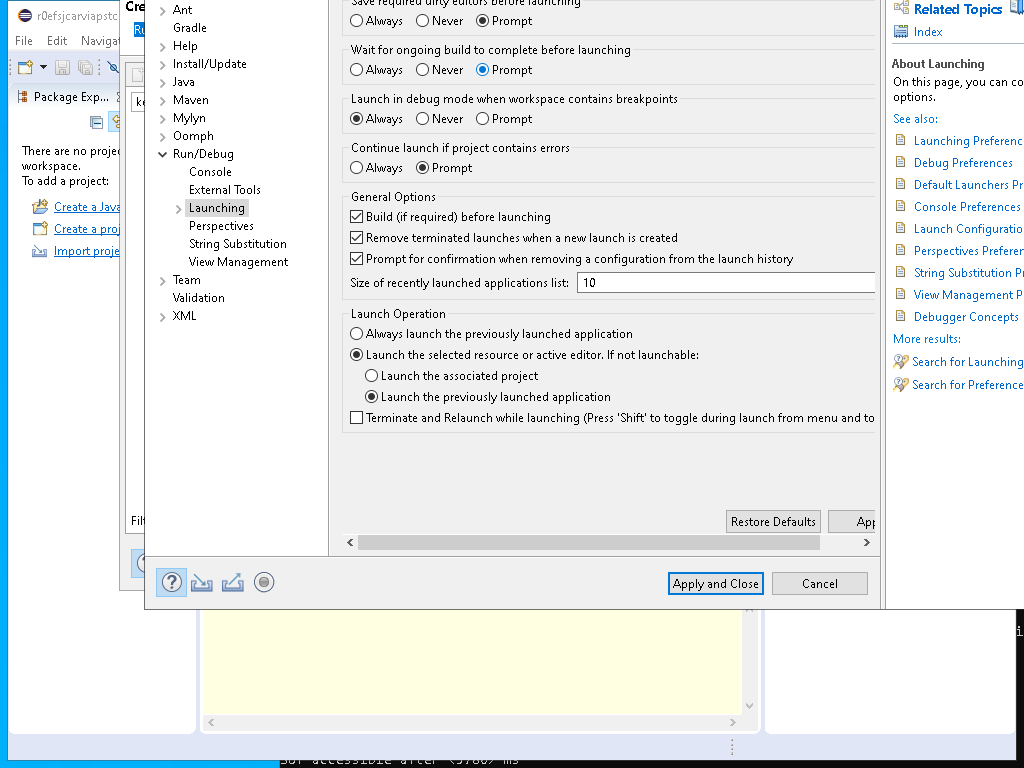 r0efsjcarviapstc
File Edit Navigat
Package Exp...
There are no proje
workspace.
To add a project:
Create a Java
Create a proj
Import proje
Cre
Ru
ke
Filt
Ant
Gradle
Help
Install/Update
Java
Maven
Mylyn
Oomph
Run/Debug
Console
External Tools
Launching
Perspectives
String Substitution
View Management
Team
Validation
XML
Save required dirty editors before launching
Always Never Prompt
Wait for ongoing build to complete before launching
Always Never Prompt
Launch in debug mode when workspace contains breakpoints
Always Never Prompt
Continue launch if project contains errors
Always Prompt
General Options
Build (if required) before launching
Remove terminated launches when a new launch is created
Prompt for confirmation when removing a configuration from the launch history
Size of recently launched applications list: 10
Launch Operation
Always launch the previously launched application
Launch the selected resource or active editor. If not launchable:
Launch the associated project
Launch the previously launched application
Terminate and Relaunch while launching (Press 'Shift' to toggle during launch from menu and to
Restore Defaults App
Apply and Close Cancel
Related Topics
Index
About Launching
On this page, you can co
options.
See also:
Launching Preferenc
Debug Preferences
Default Launchers Pr
Console Preferences
Launch Configuratio
Perspectives Preferen
String Substitution Pr
View Management P
Debugger Concepts
More results:
Search for Launching
Search for Preference
accessible after <5780> ms